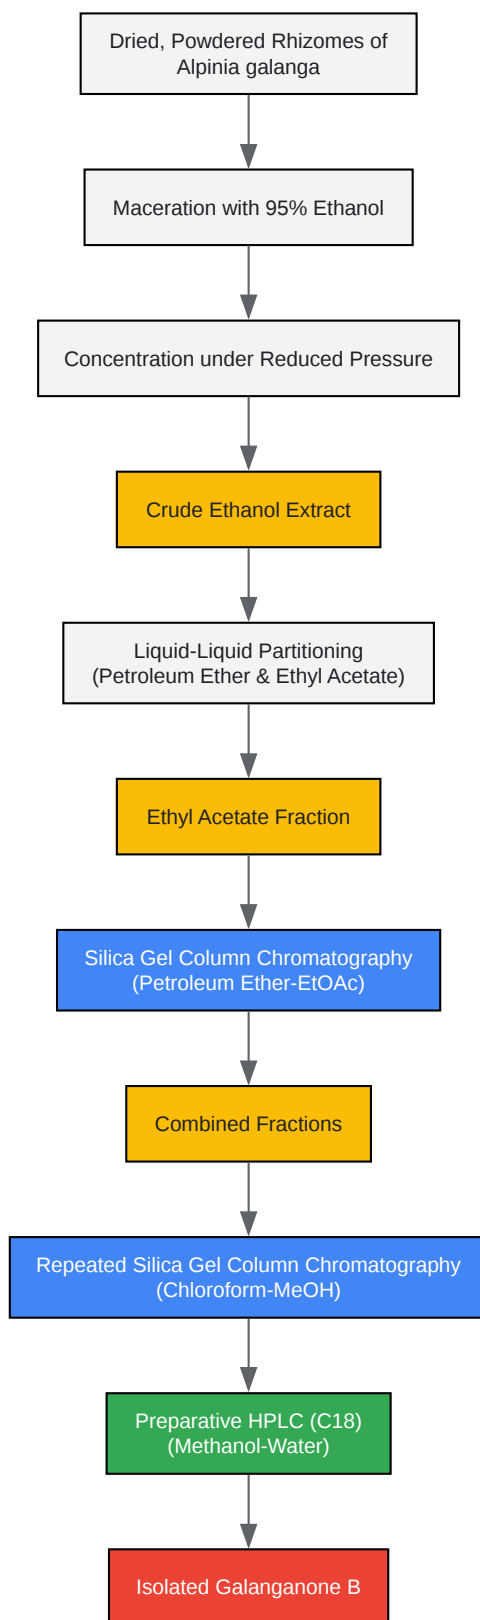 Dried, Powdered Rhizomes of
Alpinia galanga
Maceration with 95% Ethanol
Concentration under Reduced Pressure
Crude Ethanol Extract
Liquid-Liquid Partitioning
(Petroleum Ether & Ethyl Acetate)
Ethyl Acetate Fraction
Silica Gel Column Chromatography
(Petroleum Ether-EtOAc)
Combined Fractions
Repeated Silica Gel Column Chromatography
(Chloroform-MeOH)
Preparative HPLC (C18)
(Methanol-Water)
Isolated Galanganone B